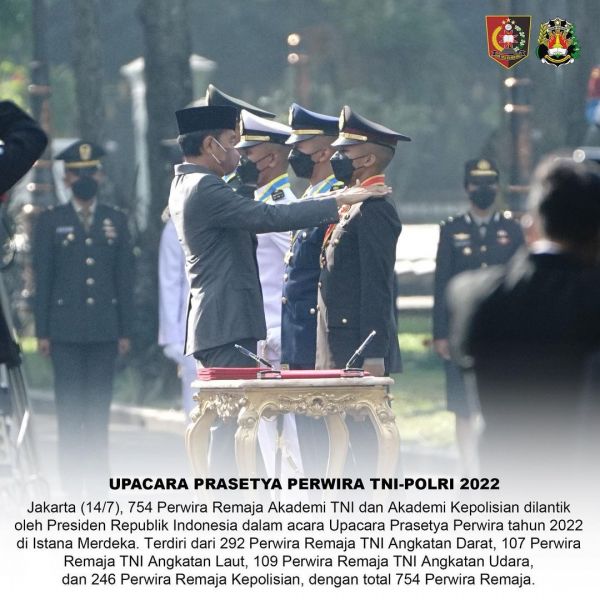 UPACARA PRASETYA PERWIRA TNI-POLRI 2022
Jakarta (14/7), 754 Perwira Remaja Akademi TNI dan Akademi Kepolisian dilantik
oleh Presiden Republik Indonesia dalam acara Upacara Prasetya Perwira tahun 2022
di Istana Merdeka. Terdiri dari 292 Perwira Remaja TNI Angkatan Darat, 107 Perwira
Remaja TNI Angkatan Laut, 109 Perwira Remaja TNI Angkatan Udara,
dan 246 Perwira Remaja Kepolisian, dengan total 754 Perwira Remaja.